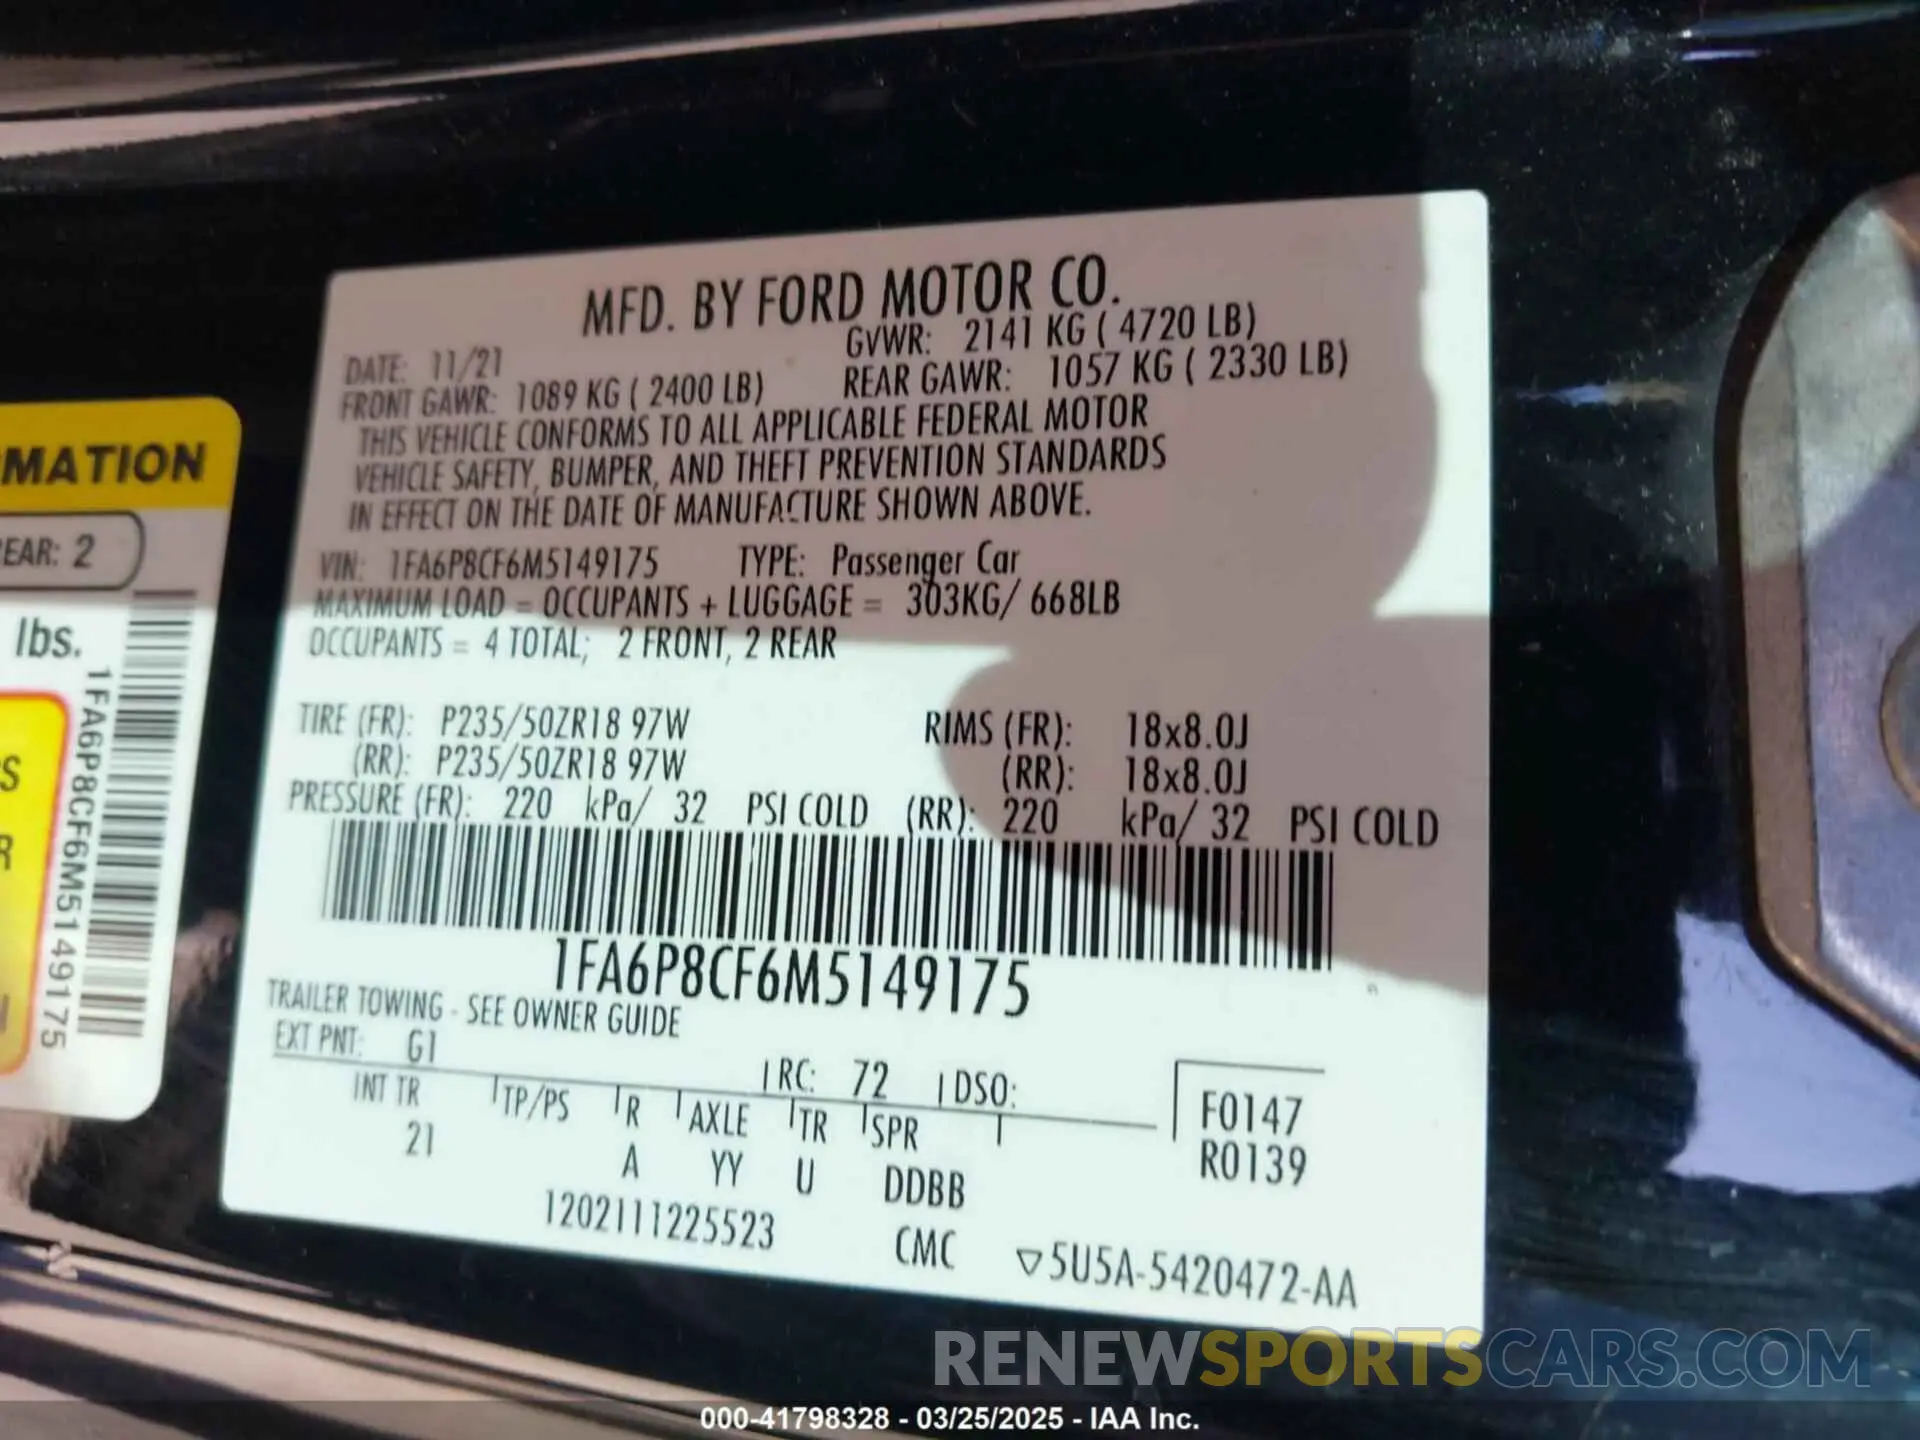 MFD. BY FORD MOTOR CO.
DATE: 11/21 GVWR: 2141 KG ( 4720 LB)
FRONT GAWR: 1089 KG ( 2400 LB) REAR GAWR: 1057 KG ( 2330 LB)
THIS VEHICLE CONFORMS TO ALL APPLICABLE FEDERAL MOTOR
VEHICLE SAFETY, BUMPER, AND THEFT PREVENTION STANDARDS
IN EFFECT ON THE DATE OF MANUFACTURE SHOWN ABOVE.
VIN: 1FA6P8CF6M5149175 TYPE: Passenger Car
MAXIMUM LOAD = OCCUPANTS + LUGGAGE = 303KG/ 668LB
OCCUPANTS = 4 TOTAL; 2 FRONT, 2 REAR
TIRE (FR): P235/50ZR18 97W RIMS (FR): 18x8.0J
(RR): P235/50ZR18 97W (RR): 18x8.0J
PRESSURE (FR): 220 kPa/ 32 PSI COLD (RR): 220 kPa/ 32 PSI COLD
1FA6P8CF6M5149175
TRAILER TOWING - SEE OWNER GUIDE
EXT PNT: G1 RC: 72 DSO:
INT TR TP/PS R AXLE TR SPR
21 A YY U DDBB
F0147
R0139
1202111225523 CMC ▽5U5A-5420472-AA
MATION
EAR: 2
lbs.
1FA6P8CF6M5149175
S
R
RENEWSPORTSCARS.COM
000-41798328 - 03/25/2025 - IAA Inc.